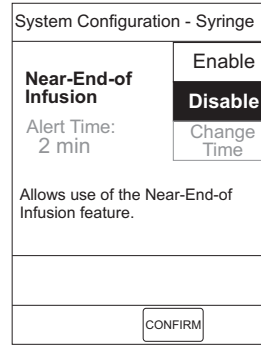 System Configuration - Syringe
Near-End-of
Infusion
Alert Time:
2 min
Enable
Disable
Change
Time
Allows use of the Near-End-of
Infusion feature.
CONFIRM